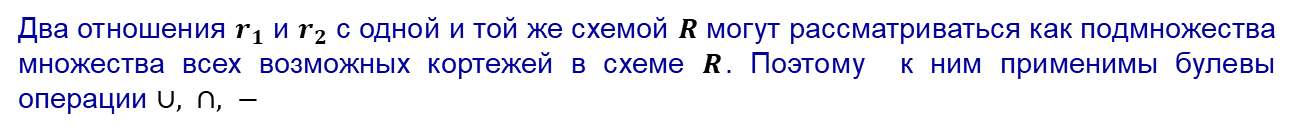 Два отношения r₁ и r₂ с одной и той же схемой R могут рассматриваться как подмножества
множества всех возможных кортежей в схеме R. Поэтому к ним применимы булевы
операции ∪, ∩, −